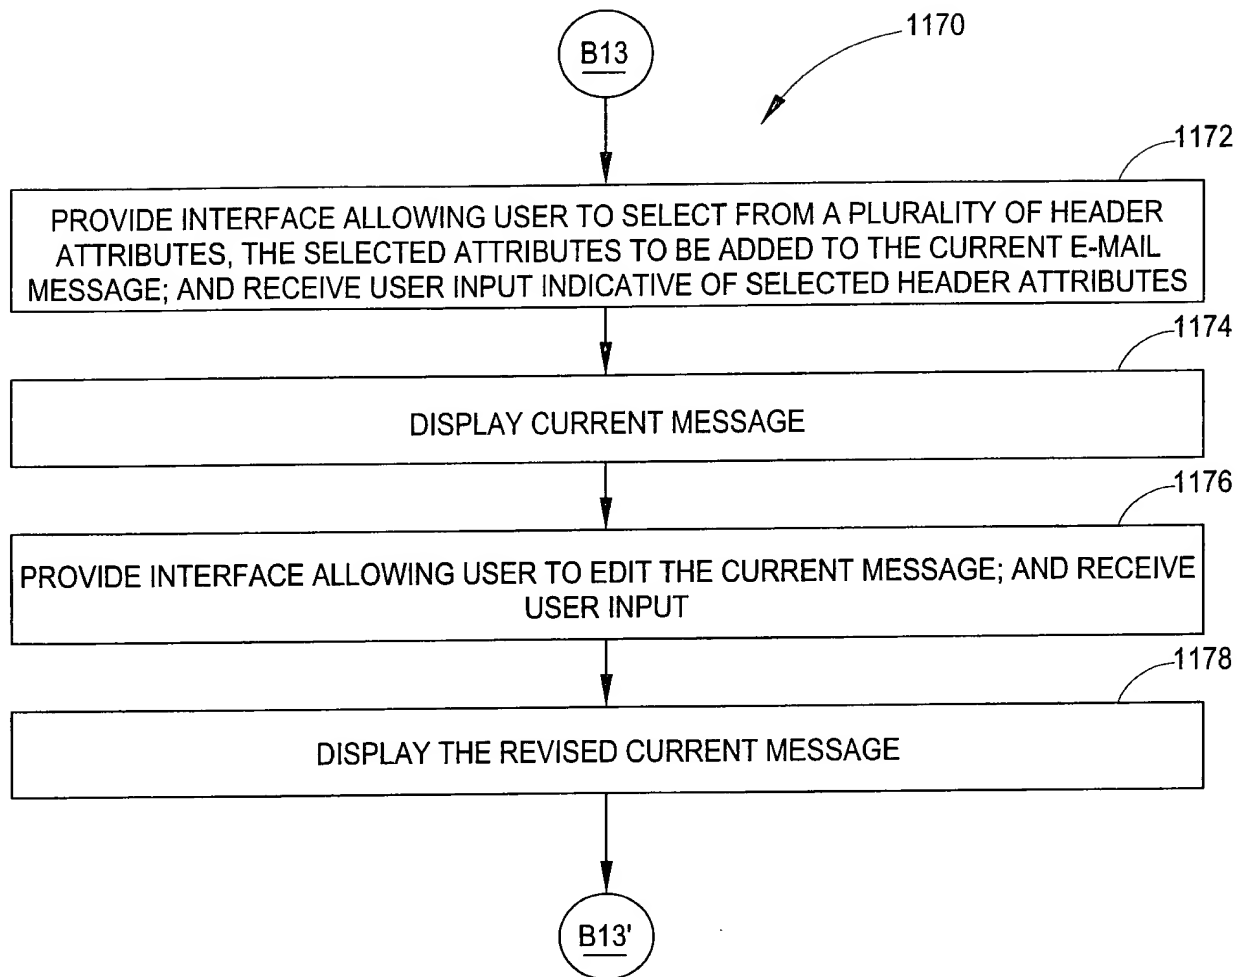 B13
1170
1172
PROVIDE INTERFACE ALLOWING USER TO SELECT FROM A PLURALITY OF HEADER
ATTRIBUTES, THE SELECTED ATTRIBUTES TO BE ADDED TO THE CURRENT E-MAIL
MESSAGE; AND RECEIVE USER INPUT INDICATIVE OF SELECTED HEADER ATTRIBUTES
1174
DISPLAY CURRENT MESSAGE
1176
PROVIDE INTERFACE ALLOWING USER TO EDIT THE CURRENT MESSAGE; AND RECEIVE
USER INPUT
1178
DISPLAY THE REVISED CURRENT MESSAGE
B13'